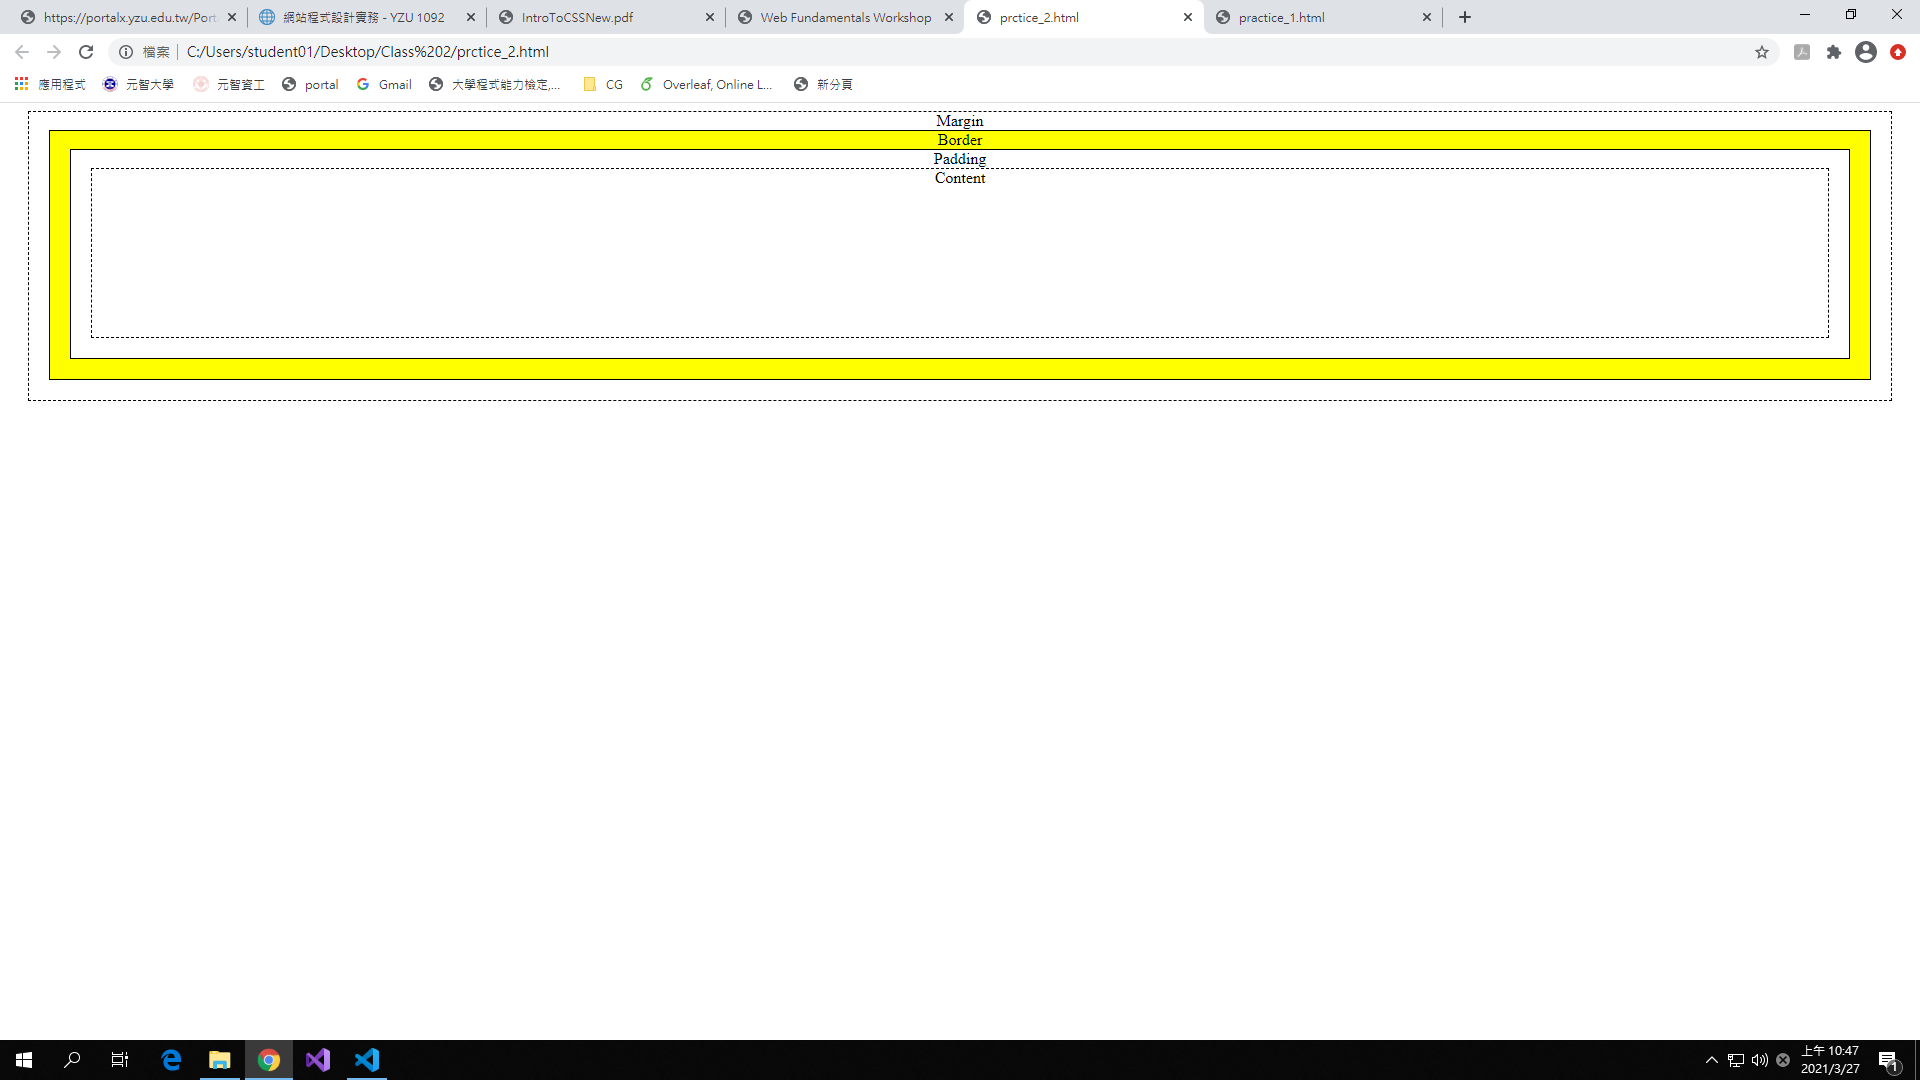 https://portalx.yzu.edu.tw/Port
網站程式設計實務 - YZU 1092
IntroToCSSNew.pdf
Web Fundamentals Workshop
prctice_2.html
practice_1.html
檔案
C:/Users/student01/Desktop/Class%202/prctice_2.html
應用程式
元智大學
元智資工
portal
Gmail
大學程式能力檢定,...
CG
Overleaf, Online L...
新分頁
Margin
Border
Padding
Content
上午 10:47
2021/3/27
1